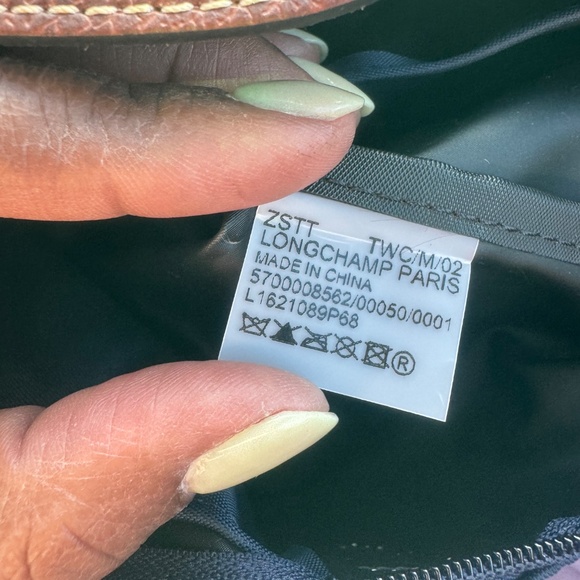 ZSTT TWC/M/02
LONGCHAMP PARIS
MADE IN CHINA
5700008562/00050/0001
L1621089P68
®